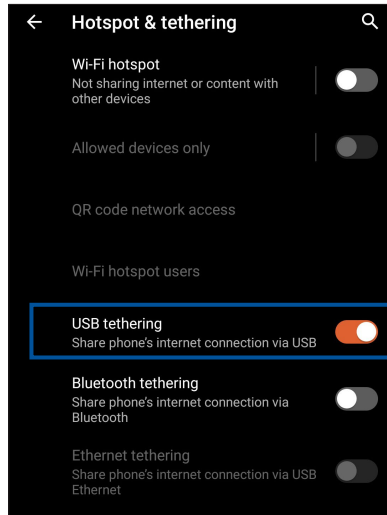 Hotspot & tethering
Wi-Fi hotspot
Not sharing internet or content with
other devices
Allowed devices only
QR code network access
Wi-Fi hotspot users
USB tethering
Share phone's internet connection via USB
Bluetooth tethering
Share phone's internet connection via
Bluetooth
Ethernet tethering
Share phone's internet connection via USB
Ethernet